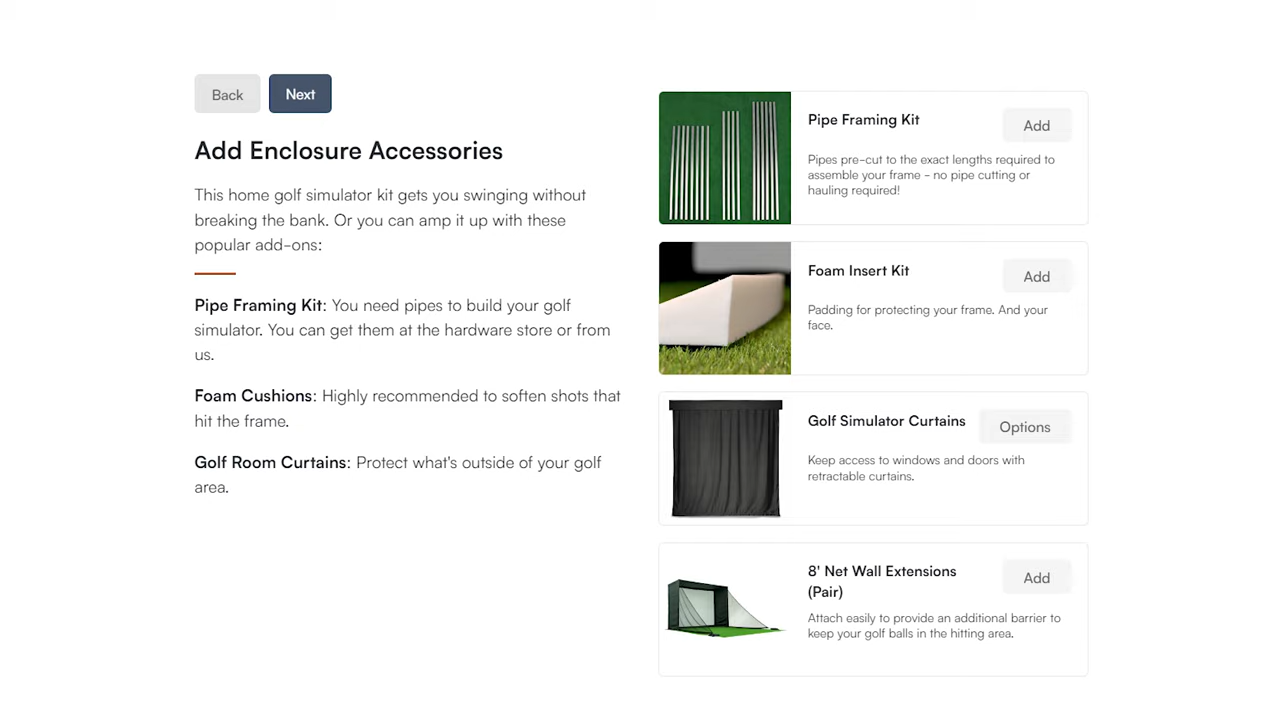 Back
Next
Add Enclosure Accessories
This home golf simulator kit gets you swinging without
breaking the bank. Or you can amp it up with these
popular add-ons:
Pipe Framing Kit: You need pipes to build your golf
simulator. You can get them at the hardware store or from
us.
Foam Cushions: Highly recommended to soften shots that
hit the frame.
Golf Room Curtains: Protect what's outside of your golf
area.
Pipe Framing Kit
Add
Pipes pre-cut to the exact lengths required to
assemble your frame - no pipe cutting or
hauling required!
Foam Insert Kit
Add
Padding for protecting your frame. And your
face.
Golf Simulator Curtains
Options
Keep access to windows and doors with
retractable curtains.
8' Net Wall Extensions
(Pair)
Add
Attach easily to provide an additional barrier to
keep your golf balls in the hitting area.